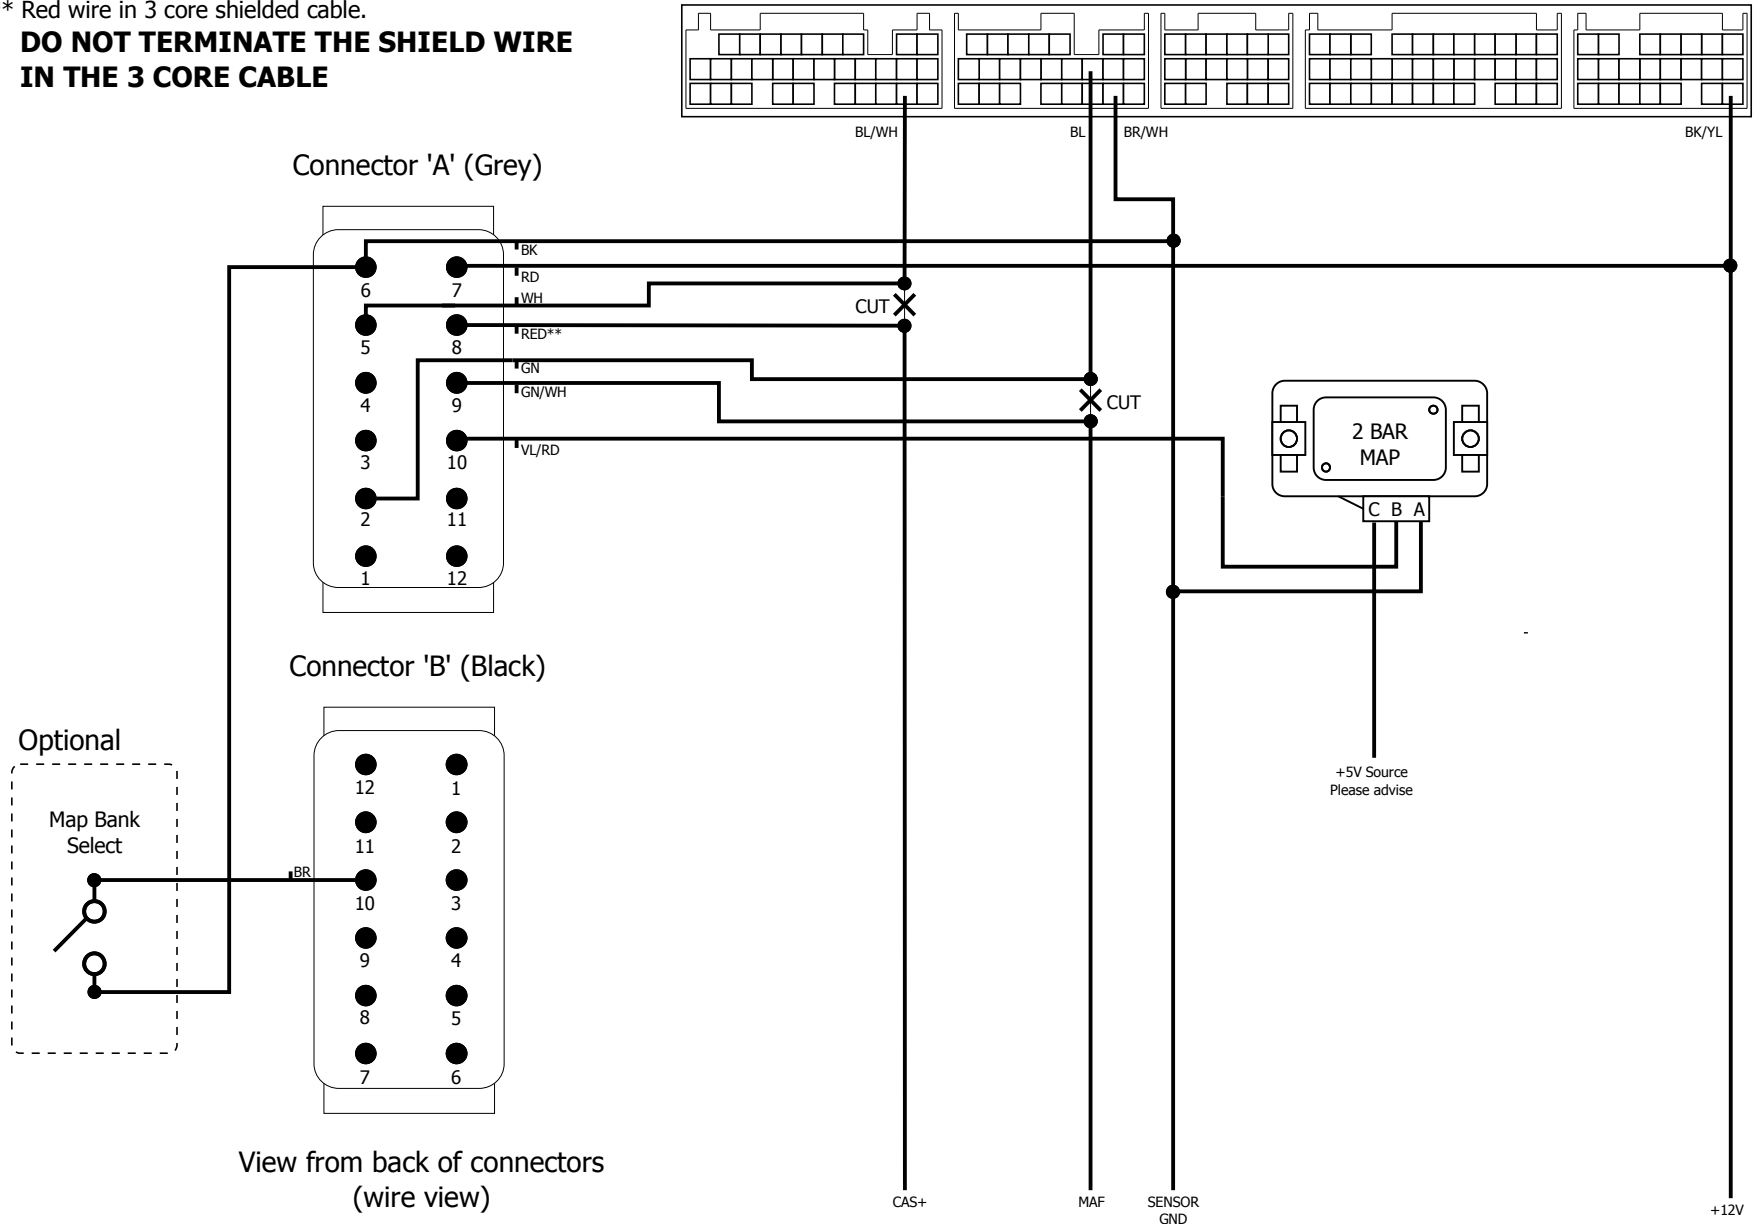 ** Red wire in 3 core shielded cable.
DO NOT TERMINATE THE SHIELD WIRE
IN THE 3 CORE CABLE
BL/WH
BL
BR/WH
BK/YL
Connector 'A' (Grey)
BK
RD
WH
RED**
GN
GN/WH
VL/RD
6
7
5
8
4
9
3
10
2
11
1
12
CUT
CUT
2 BAR
MAP
C B A
+5V Source
Please advise
-
Connector 'B' (Black)
Optional
Map Bank
Select
BR
12
1
11
2
10
3
9
4
8
5
7
6
View from back of connectors
(wire view)
CAS+
MAF
SENSOR
GND
+12V